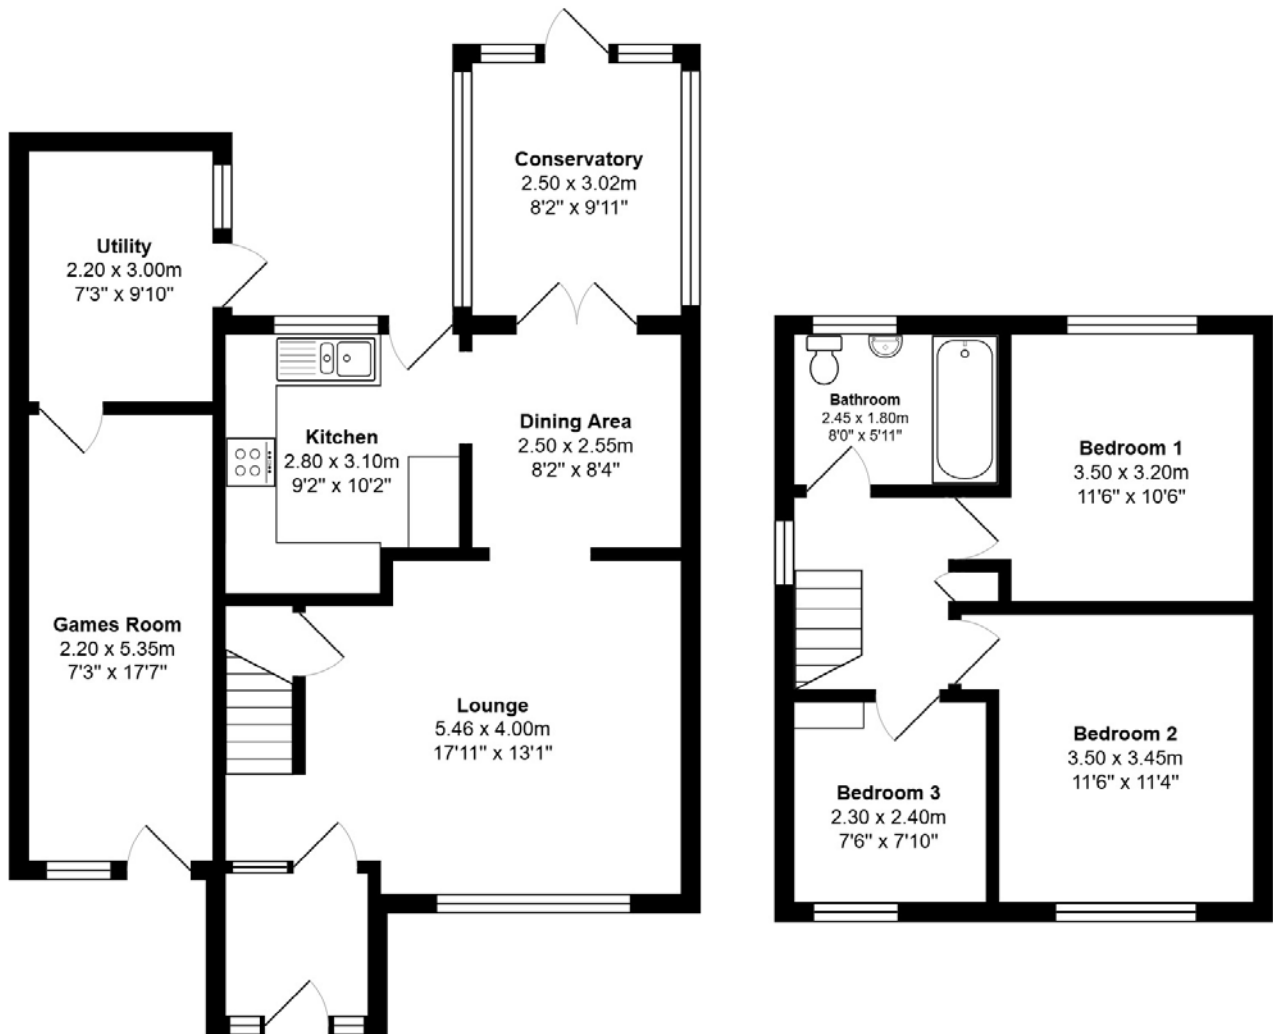 Conservatory
2.50 x 3.02m
8'2" x 9'11"
Utility
2.20 x 3.00m
7'3" x 9'10"
Kitchen
2.80 x 3.10m
9'2" x 10'2"
Dining Area
2.50 x 2.55m
8'2" x 8'4"
Games Room
2.20 x 5.35m
7'3" x 17'7"
Lounge
5.46 x 4.00m
17'11" x 13'1"
Bathroom
2.45 x 1.80m
8'0" x 5'11"
Bedroom 1
3.50 x 3.20m
11'6" x 10'6"
Bedroom 2
3.50 x 3.45m
11'6" x 11'4"
Bedroom 3
2.30 x 2.40m
7'6" x 7'10"